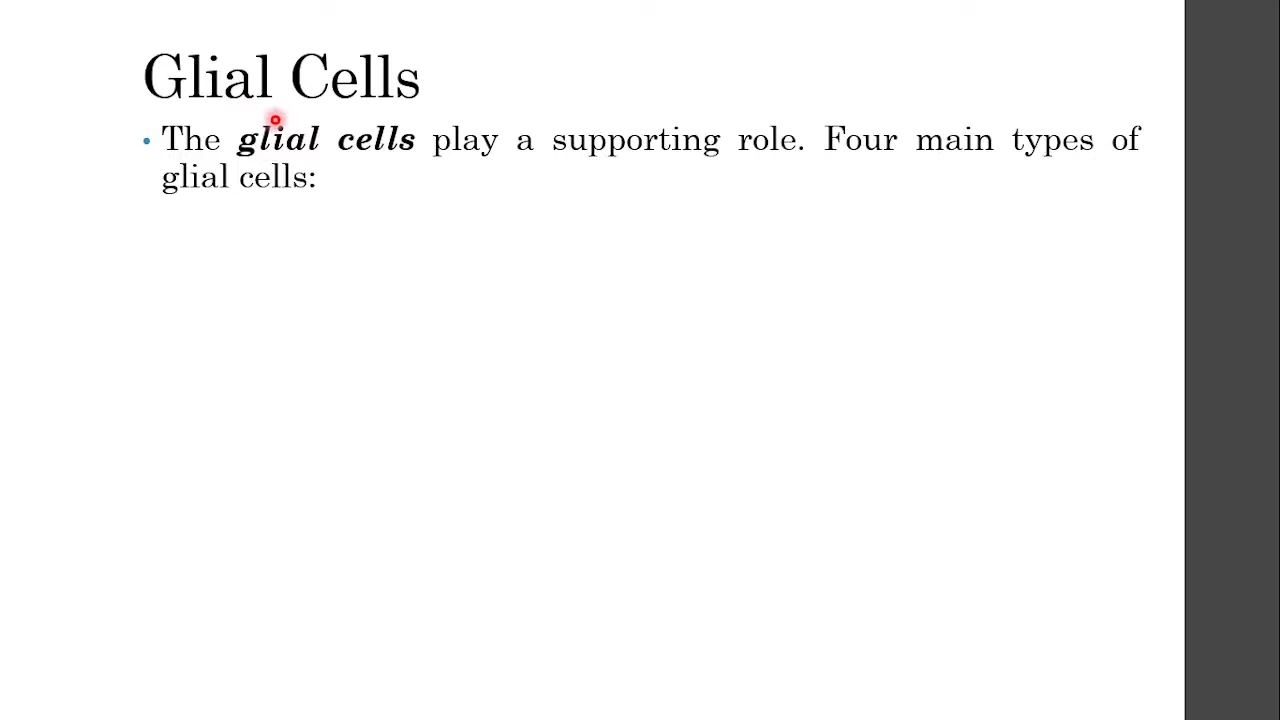 Glial Cells
• The glial cells play a supporting role. Four main types of
glial cells: